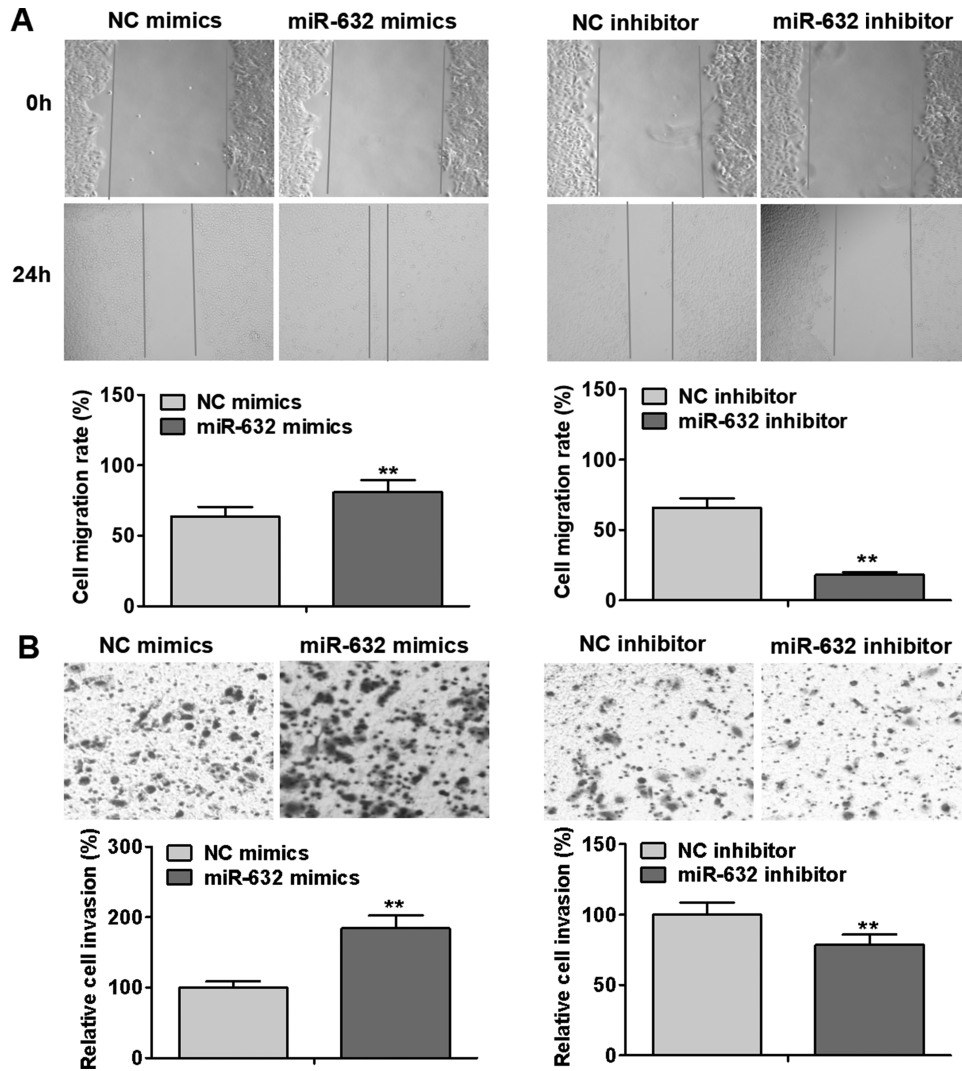 A
NC mimics
miR-632 mimics
NC inhibitor
miR-632 inhibitor
0h
24h
Cell migration rate (%)
150
100
50
0
NC mimics
miR-632 mimics
**
Cell migration rate (%)
150
100
50
0
NC inhibitor
miR-632 inhibitor
**
B
NC mimics
miR-632 mimics
NC inhibitor
miR-632 inhibitor
Relative cell invasion (%)
300
200
100
0
NC mimics
miR-632 mimics
**
Relative cell invasion (%)
150
100
50
0
NC inhibitor
miR-632 inhibitor
**